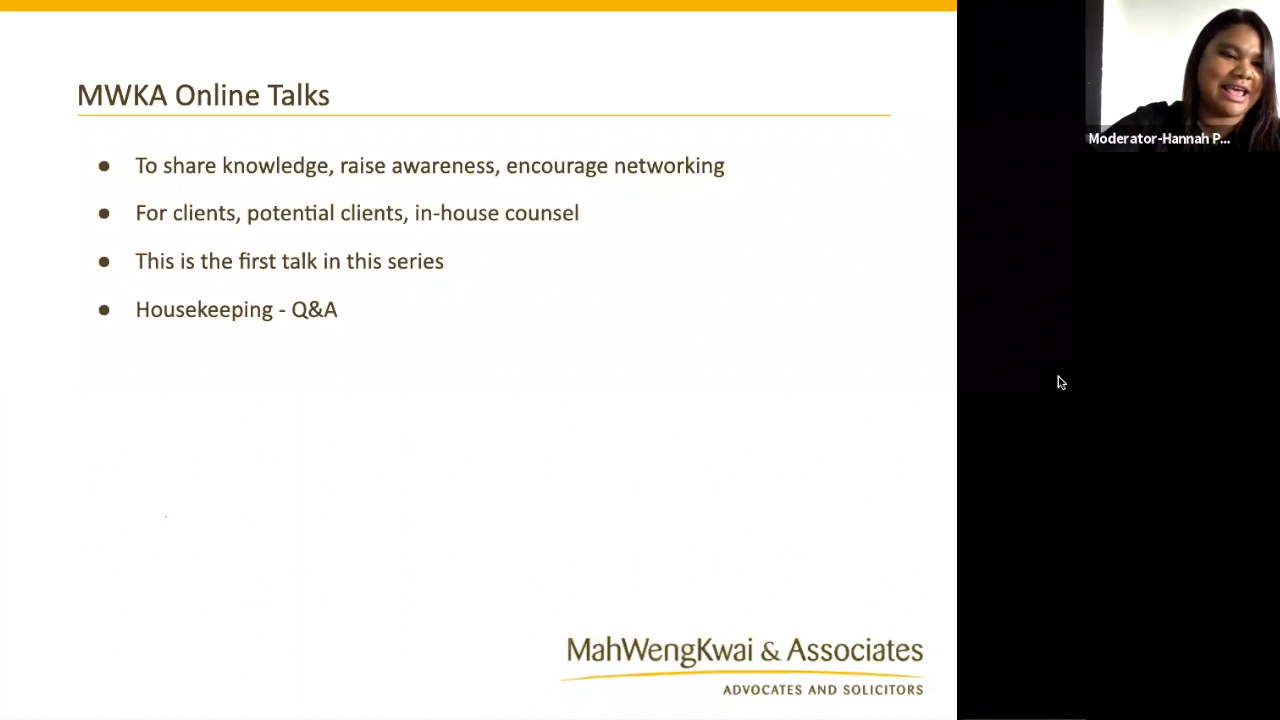 MWKA Online Talks
● To share knowledge, raise awareness, encourage networking
● For clients, potential clients, in-house counsel
● This is the first talk in this series
● Housekeeping - Q&A
Moderator-Hannah P...
MahWengKwai & Associates
ADVOCATES AND SOLICITORS